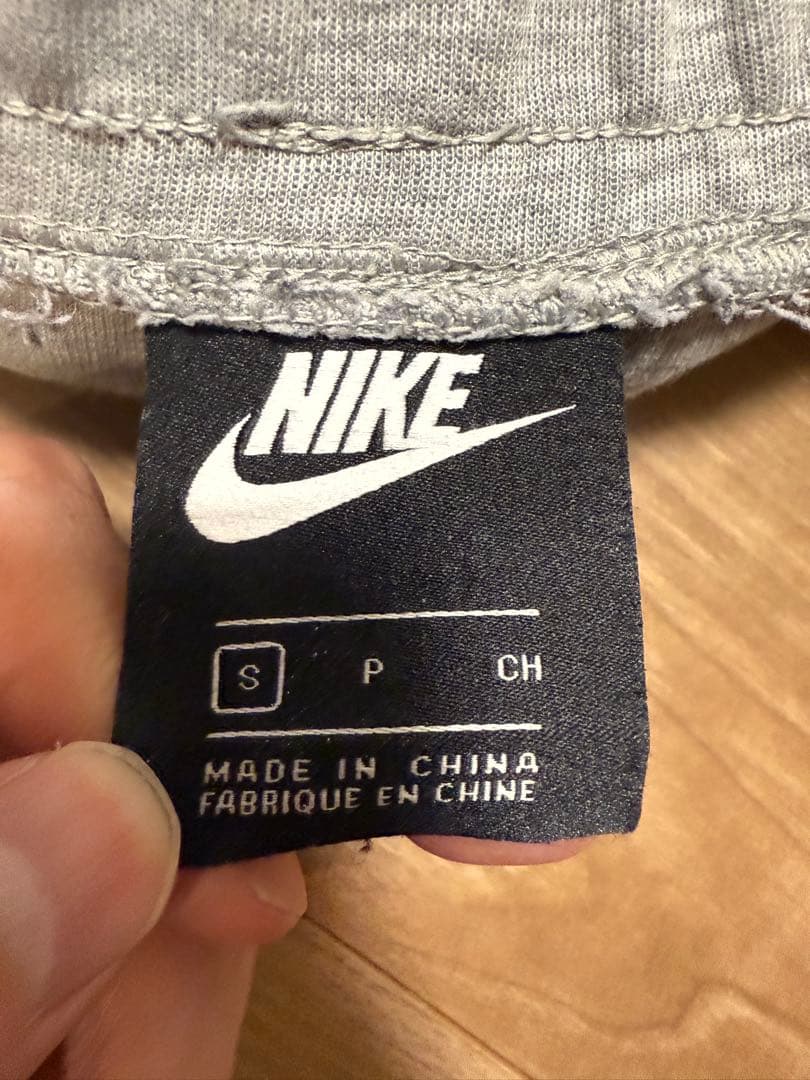 NIKE
S P CH
MADE IN CHINA
FABRIQUE EN CHINE